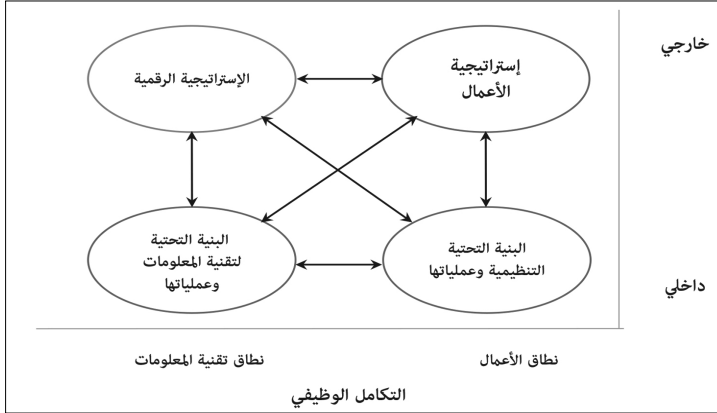 خارجي
إستراتيجية
الأعمال
الإستراتيجية الرقمية
البنية التحتية
التنظيمية وعملياتها
البنية التحتية
لتقنية المعلومات
وعملياتها
داخلي
نطاق الأعمال
نطاق تقنية المعلومات
التكامل الوظيفي